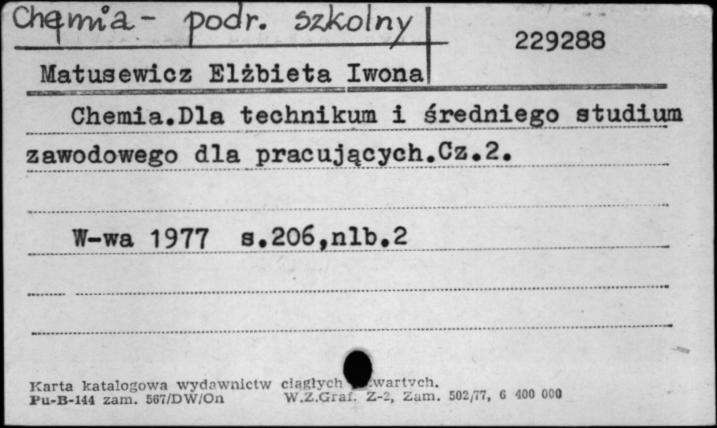 Chemia - podr. szkolny
229288
Matusewicz Elżbieta Iwona
Chemia.Dla technikum i średniego studium
zawodowego dla pracujących.Cz.2.
W-wa 1977 s.206,nlb.2
Karta katalogowa wydawnictw ciągłych
Pu-B-144 zam. 567/DW/On W.Z.Graf. Z-2, Zam. 502/77, 6 400 000